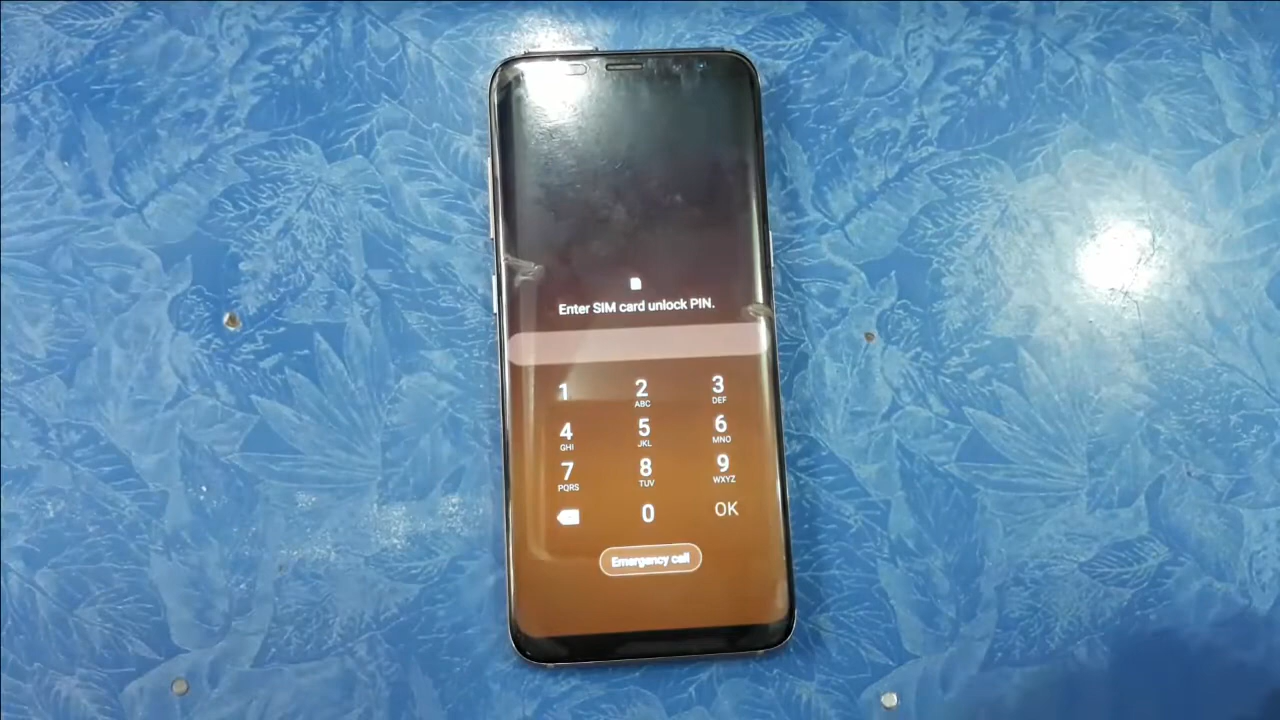 Enter SIM card unlock PIN.
1 2 3
ABC DEF
4 5 6
GHI JKL MNO
7 8 9
PQRS TUV WXYZ
0 OK
Emergency call